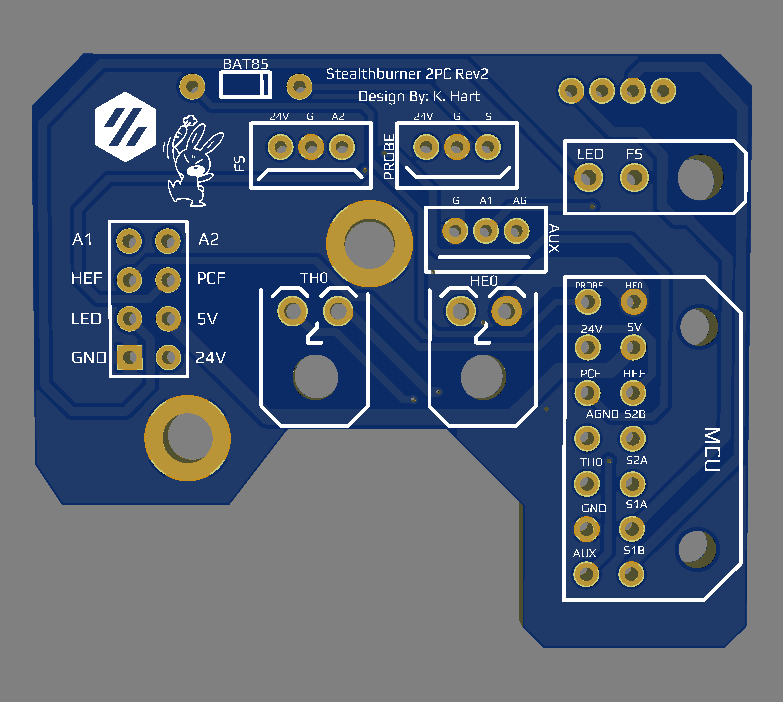 BAT85
Stealthburner 2PC Rev2
Design By: K. Hart
24V G A2
FS
24V G S
PROBE
LED FS
G A1 AG
AUX
A1 A2
HEF PCF
LED 5V
GND 24V
TH0
HE0
PROBE HE0
24V 5V
PCF HEF
AGND S2B
TH0 S2A
GND S1A
AUX S1B
MCU